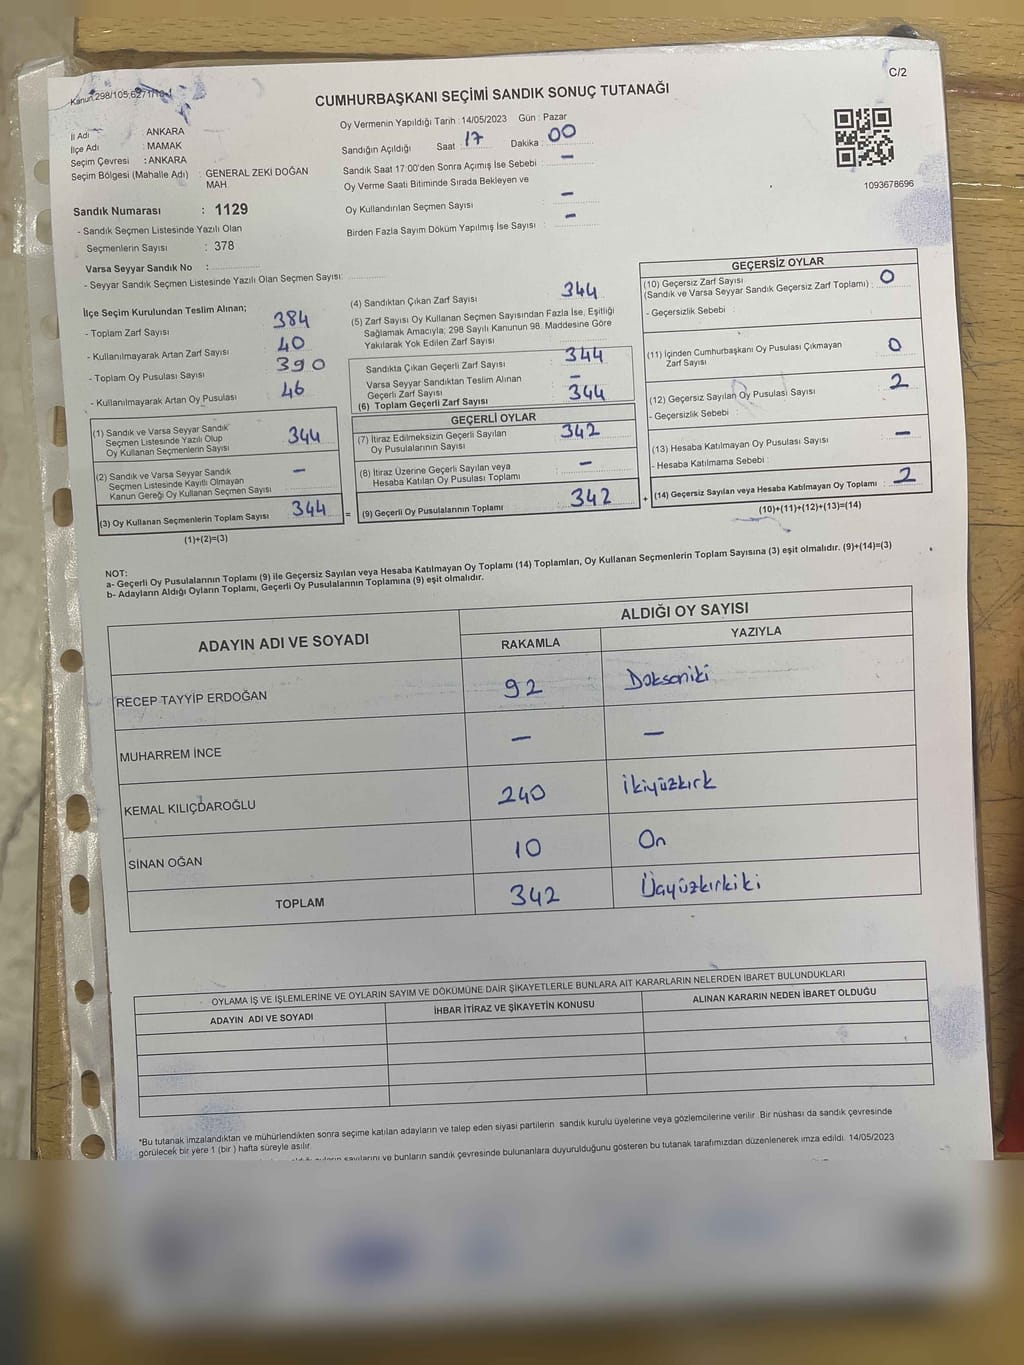 C/2
Kanun 298/105,6271/
CUMHURBAŞKANI SEÇİMİ SANDIK SONUÇ TUTANAĞI
İl Adı : ANKARA
İlçe Adı : MAMAK
Seçim Çevresi : ANKARA
Seçim Bölgesi (Mahalle Adı) : GENERAL ZEKİ DOĞAN
MAH
Sandık Numarası : 1129
- Sandık Seçmen Listesinde Yazılı Olan
Seçmenlerin Sayısı : 378
Varsa Seyyar Sandık No :
- Seyyar Sandık Seçmen Listesinde Yazılı Olan Seçmen Sayısı:
Oy Vermenin Yapıldığı Tarih : 14/05/2023 Gün : Pazar
Sandığın Açıldığı Saat : 17 Dakika : 00
Sandık Saat 17:00'den Sonra Açımış İse Sebebi : –
Oy Verme Saati Bitiminde Sırada Bekleyen ve
Oy Kullandırılan Seçmen Sayısı : –
Birden Fazla Sayım Döküm Yapılmış İse Sayısı : –
1093678696
İlçe Seçim Kurulundan Teslim Alınan;
- Toplam Zarf Sayısı : 384
- Kullanılmayarak Artan Zarf Sayısı : 40
- Toplam Oy Pusulası Sayısı : 390
- Kullanılmayarak Artan Oy Pusulası : 46
(1) Sandık ve Varsa Seyyar Sandık
Seçmen Listesinde Yazılı Olup
Oy Kullanan Seçmenlerin Sayısı : 344
(2) Sandık ve Varsa Seyyar Sandık
Seçmen Listesinde Kayıtlı Olmayan
Kanun Gereği Oy Kullanan Seçmen Sayısı : –
(3) Oy Kullanan Seçmenlerin Toplam Sayısı : 344
(1)+(2)=(3)
=
(4) Sandıktan Çıkan Zarf Sayısı : 344
(5) Zarf Sayısı Oy Kullanan Seçmen Sayısından Fazla İse, Eşitliği
Sağlamak Amacıyla; 298 Sayılı Kanunun 98. Maddesine Göre
Yakılarak Yok Edilen Zarf Sayısı :
Sandıkta Çıkan Geçerli Zarf Sayısı : 344
Varsa Seyyar Sandıktan Teslim Alınan
Geçerli Zarf Sayısı : –
(6) Toplam Geçerli Zarf Sayısı : 344
GEÇERLİ OYLAR
(7) İtiraz Edilmeksizin Geçerli Sayılan
Oy Pusulalarının Sayısı : 342
(8) İtiraz Üzerine Geçerli Sayılan veya
Hesaba Katılan Oy Pusulası Toplamı : –
(9) Geçerli Oy Pusulalarının Toplamı : 342
+
GEÇERSİZ OYLAR
(10) Geçersiz Zarf Sayısı
(Sandık ve Varsa Seyyar Sandık Geçersiz Zarf Toplamı) : 0
- Geçersizlik Sebebi :
(11) İçinden Cumhurbaşkanı Oy Pusulası Çıkmayan
Zarf Sayısı : 0
(12) Geçersiz Sayılan Oy Pusulası Sayısı : 2
- Geçersizlik Sebebi :
(13) Hesaba Katılmayan Oy Pusulası Sayısı : –
- Hesaba Katılmama Sebebi :
(14) Geçersiz Sayılan veya Hesaba Katılmayan Oy Toplamı : 2
(10)+(11)+(12)+(13)=(14)
NOT:
a- Geçerli Oy Pusulalarının Toplamı (9) ile Geçersiz Sayılan veya Hesaba Katılmayan Oy Toplamı (14) Toplamları, Oy Kullanan Seçmenlerin Toplam Sayısına (3) eşit olmalıdır. (9)+(14)=(3)
b- Adayların Aldığı Oyların Toplamı, Geçerli Oy Pusulalarının Toplamına (9) eşit olmalıdır.
ADAYIN ADI VE SOYADI
ALDIĞI OY SAYISI
RAKAMLA YAZIYLA
RECEP TAYYİP ERDOĞAN 92 Doksaniki
MUHARREM İNCE – –
KEMAL KILIÇDAROĞLU 240 ikiyüzkırk
SİNAN OĞAN 10 On
TOPLAM 342 Üçyüzkırkiki
OYLAMA İŞ VE İŞLEMLERİNE VE OYLARIN SAYIM VE DÖKÜMÜNE DAİR ŞİKAYETLERLE BUNLARA AİT KARARLARIN NELERDEN İBARET BULUNDUKLARI
ADAYIN ADI VE SOYADI İHBAR İTİRAZ VE ŞİKAYETİN KONUSU ALINAN KARARIN NEDEN İBARET OLDUĞU
*Bu tutanak imzalandıktan ve mühürlendikten sonra seçime katılan adayların ve talep eden siyasi partilerin sandık kurulu üyelerine veya gözlemcilerine verilir. Bir nüshası da sandık çevresinde
görülecek bir yere 1 (bir) hafta süreyle asılır.
sayılarını ve bunların sandık çevresinde bulunanlara duyurulduğunu gösteren bu tutanak tarafımızdan düzenlenerek imza edildi. 14/05/2023